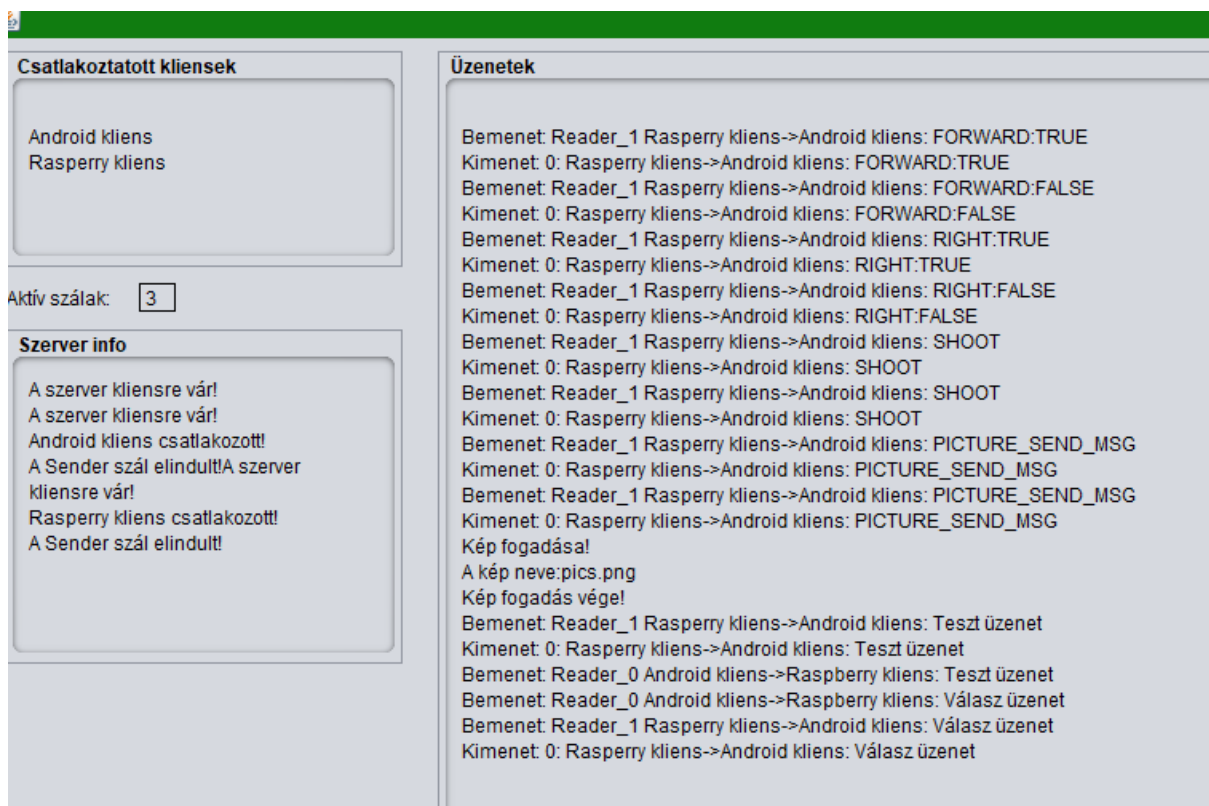 Csatlakoztatott kliensek
Android kliens
Rasperry kliens
Aktív szálak: 3
Szerver info
A szerver kliensre vár!
A szerver kliensre vár!
Android kliens csatlakozott!
A Sender szál elindult!A szerver
kliensre vár!
Rasperry kliens csatlakozott!
A Sender szál elindult!
Üzenetek
Bemenet: Reader_1 Rasperry kliens->Android kliens: FORWARD:TRUE
Kimenet: 0: Rasperry kliens->Android kliens: FORWARD:TRUE
Bemenet: Reader_1 Rasperry kliens->Android kliens: FORWARD:FALSE
Kimenet: 0: Rasperry kliens->Android kliens: FORWARD:FALSE
Bemenet: Reader_1 Rasperry kliens->Android kliens: RIGHT:TRUE
Kimenet: 0: Rasperry kliens->Android kliens: RIGHT:TRUE
Bemenet: Reader_1 Rasperry kliens->Android kliens: RIGHT:FALSE
Kimenet: 0: Rasperry kliens->Android kliens: RIGHT:FALSE
Bemenet: Reader_1 Rasperry kliens->Android kliens: SHOOT
Kimenet: 0: Rasperry kliens->Android kliens: SHOOT
Bemenet: Reader_1 Rasperry kliens->Android kliens: SHOOT
Kimenet: 0: Rasperry kliens->Android kliens: SHOOT
Bemenet: Reader_1 Rasperry kliens->Android kliens: PICTURE_SEND_MSG
Kimenet: 0: Rasperry kliens->Android kliens: PICTURE_SEND_MSG
Bemenet: Reader_1 Rasperry kliens->Android kliens: PICTURE_SEND_MSG
Kimenet: 0: Rasperry kliens->Android kliens: PICTURE_SEND_MSG
Kép fogadása!
A kép neve:pics.png
Kép fogadás vége!
Bemenet: Reader_1 Rasperry kliens->Android kliens: Teszt üzenet
Kimenet: 0: Rasperry kliens->Android kliens: Teszt üzenet
Bemenet: Reader_0 Android kliens->Raspberry kliens: Teszt üzenet
Bemenet: Reader_0 Android kliens->Raspberry kliens: Válasz üzenet
Bemenet: Reader_1 Rasperry kliens->Android kliens: Válasz üzenet
Kimenet: 0: Rasperry kliens->Android kliens: Válasz üzenet